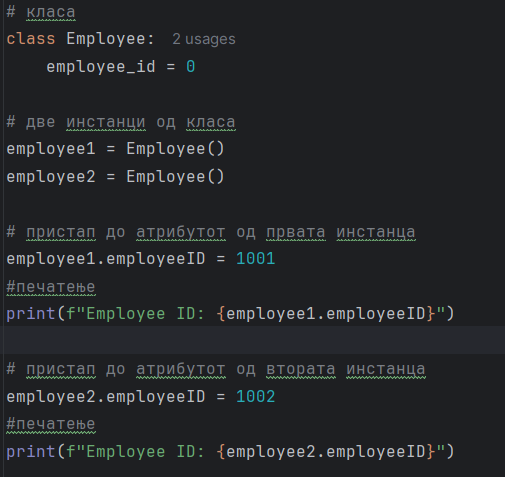 # класа
class Employee: 2 usages
employee_id = 0
# две инстанци од класа
employee1 = Employee()
employee2 = Employee()
# пристап до атрибутот од првата инстанца
employee1.employeeID = 1001
#печатење
print(f"Employee ID: {employee1.employeeID}")
# пристап до атрибутот од втората инстанца
employee2.employeeID = 1002
#печатење
print(f"Employee ID: {employee2.employeeID}")